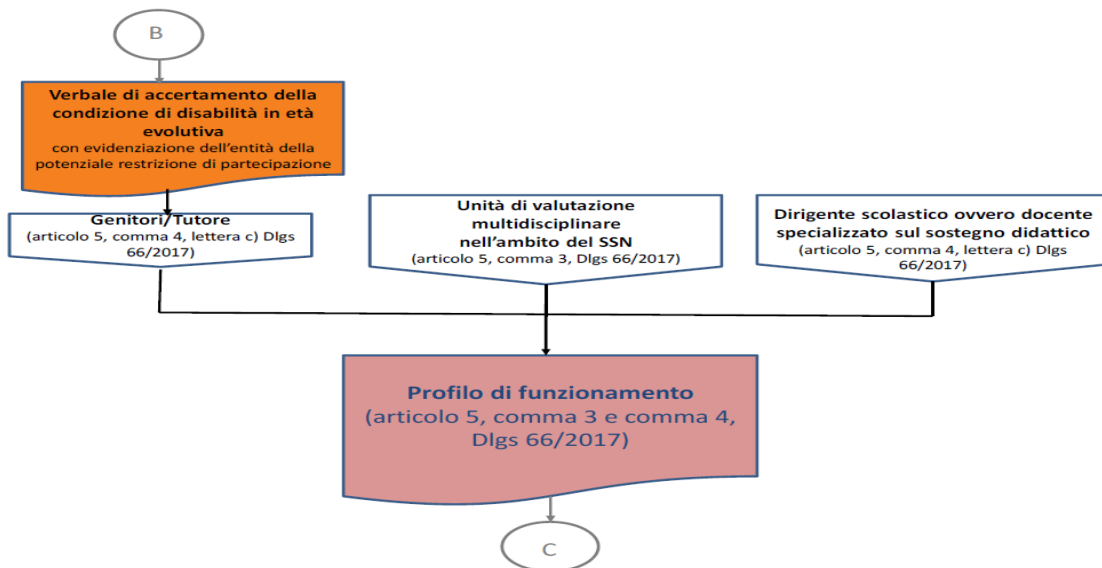 B
Verbale di accertamento della
condizione di disabilità in età
evolutiva
con evidenziazione dell'entità della
potenziale restrizione di partecipazione
Genitori/Tutore
(articolo 5, comma 4, lettera c) Dlgs
66/2017)
Unità di valutazione
multidisciplinare
nell'ambito del SSN
(articolo 5, comma 3, Dlgs 66/2017)
Dirigente scolastico ovvero docente
specializzato sul sostegno didattico
(articolo 5, comma 4, lettera c) Dlgs
66/2017)
Profilo di funzionamento
(articolo 5, comma 3 e comma 4,
Dlgs 66/2017)
C